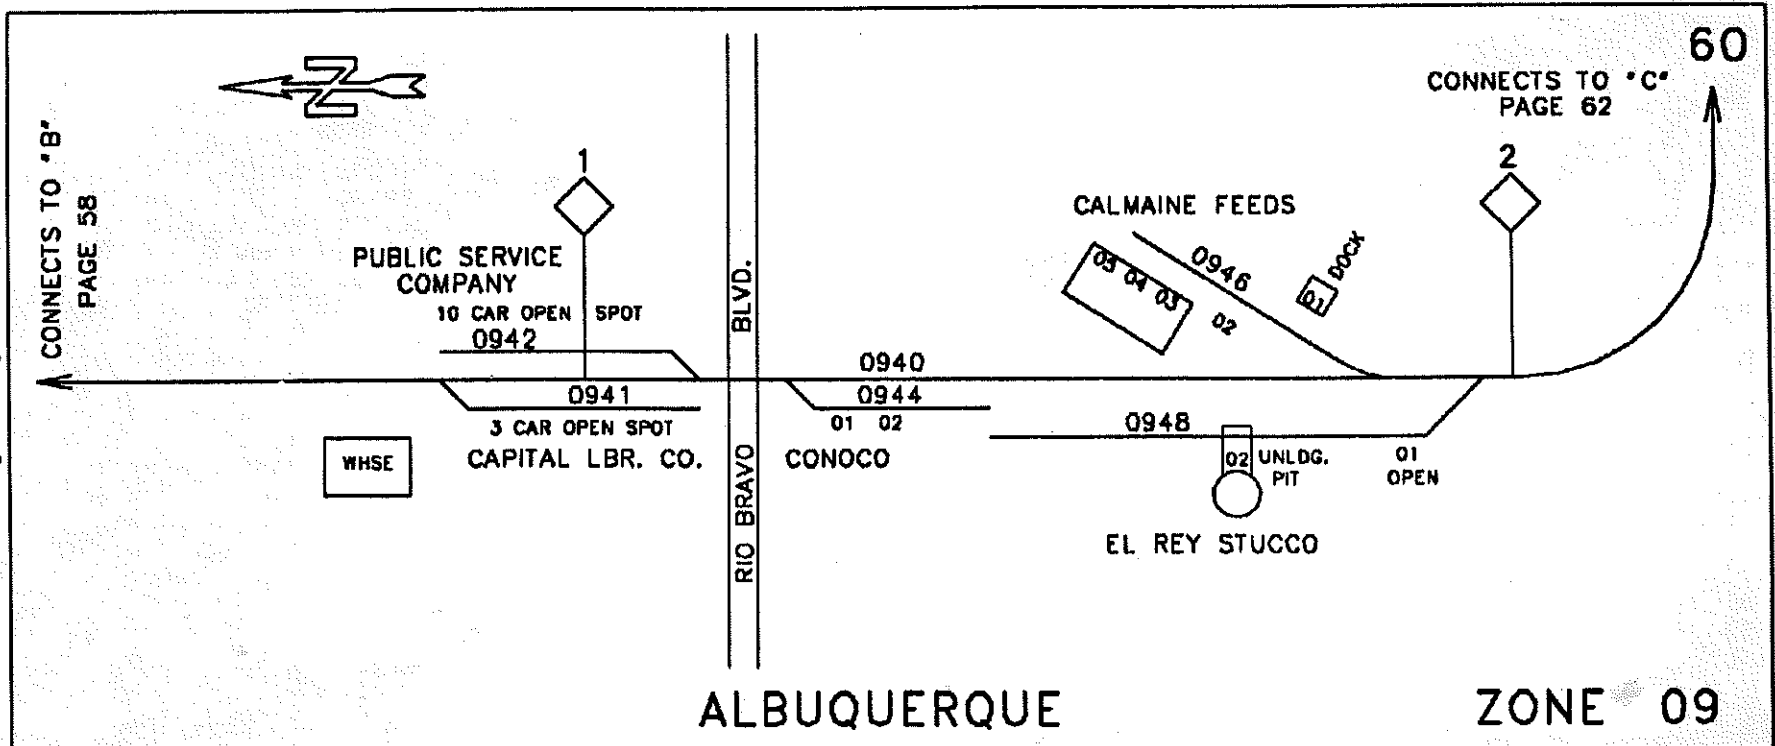 60
CONNECTS TO "C"
PAGE 62
CONNECTS TO "B"
PAGE 58
N
1
2
PUBLIC SERVICE
COMPANY
10 CAR OPEN SPOT
0942
BLVD.
RIO BRAVO
CALMAINE FEEDS
0946
DOCK
01
05 04 03
02
0940
0941
3 CAR OPEN SPOT
CAPITAL LBR. CO.
WHSE
0944
01 02
CONOCO
0948
02 UNLDG.
PIT
01
OPEN
EL REY STUCCO
ALBUQUERQUE
ZONE 09